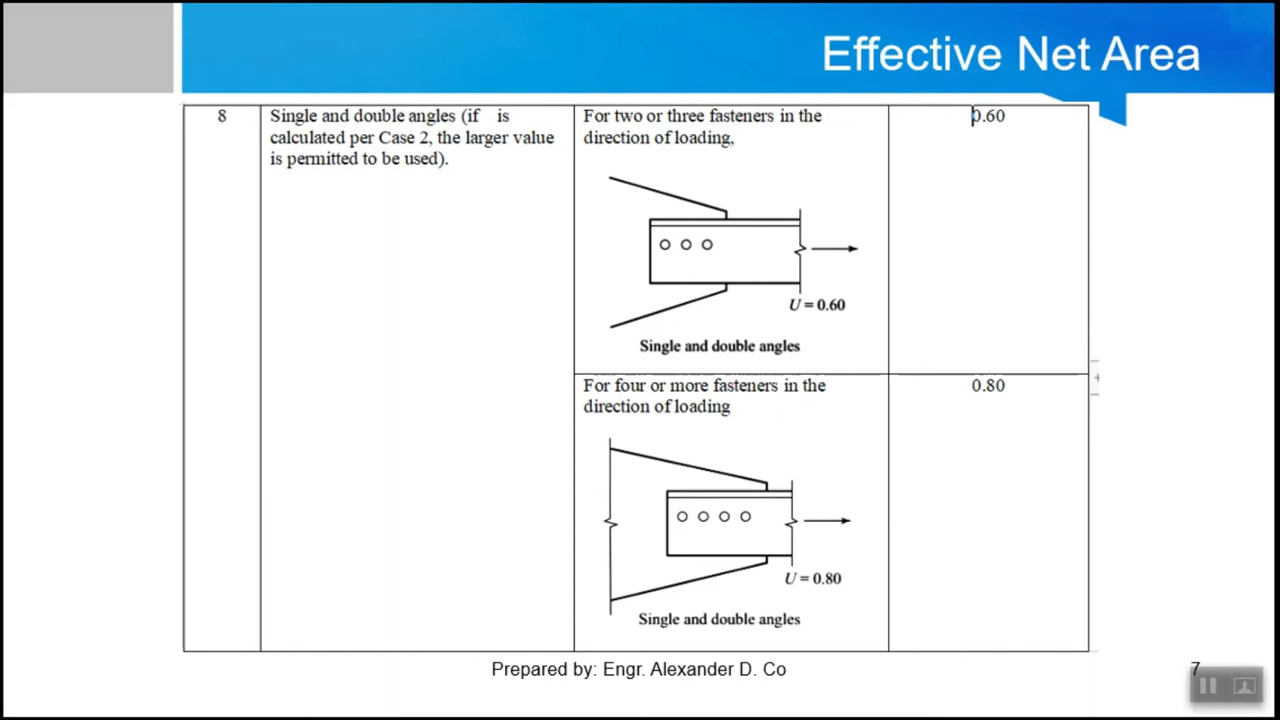 Effective Net Area
8
Single and double angles (if is
calculated per Case 2, the larger value
is permitted to be used).
For two or three fasteners in the
direction of loading,
0.60
U = 0.60
Single and double angles
For four or more fasteners in the
direction of loading
0.80
U = 0.80
Single and double angles
Prepared by: Engr. Alexander D. Co
7